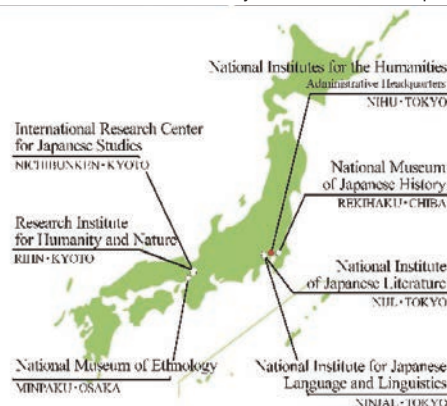 National Institutes for the Humanities
Administrative Headquarters
NIHU・TOKYO
International Research Center
for Japanese Studies
NICHIBUNKEN・KYOTO
National Museum
of Japanese History
REKIHAKU・CHIBA
Research Institute
for Humanity and Nature
RIHN・KYOTO
National Institute
of Japanese Literature
NIJL・TOKYO
National Museum of Ethnology
MINPAKU・OSAKA
National Institute for Japanese
Language and Linguistics
NINJAL・TOKYO